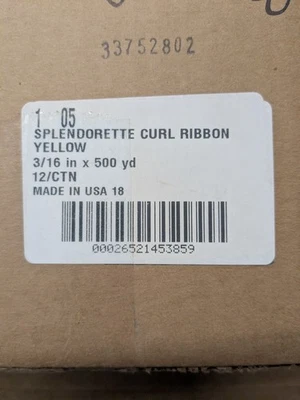 33752802
1 05
SPLENDORETTE CURL RIBBON
YELLOW
3/16 in x 500 yd
12/CTN
MADE IN USA 18
00026521453859